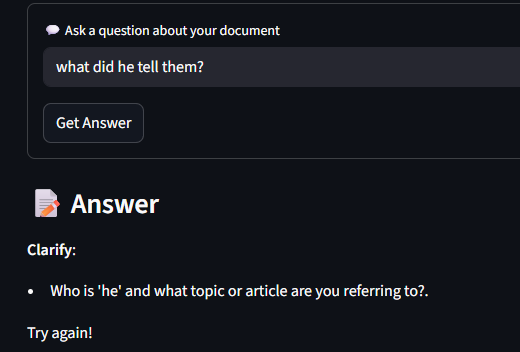 💬 Ask a question about your document
what did he tell them?
Get Answer
📝 Answer
Clarify:
• Who is 'he' and what topic or article are you referring to?.
Try again!